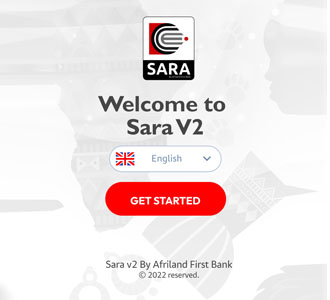 SARA
Welcome to
Sara V2
English
GET STARTED
Sara v2 By Afriland First Bank
© 2022 reserved.